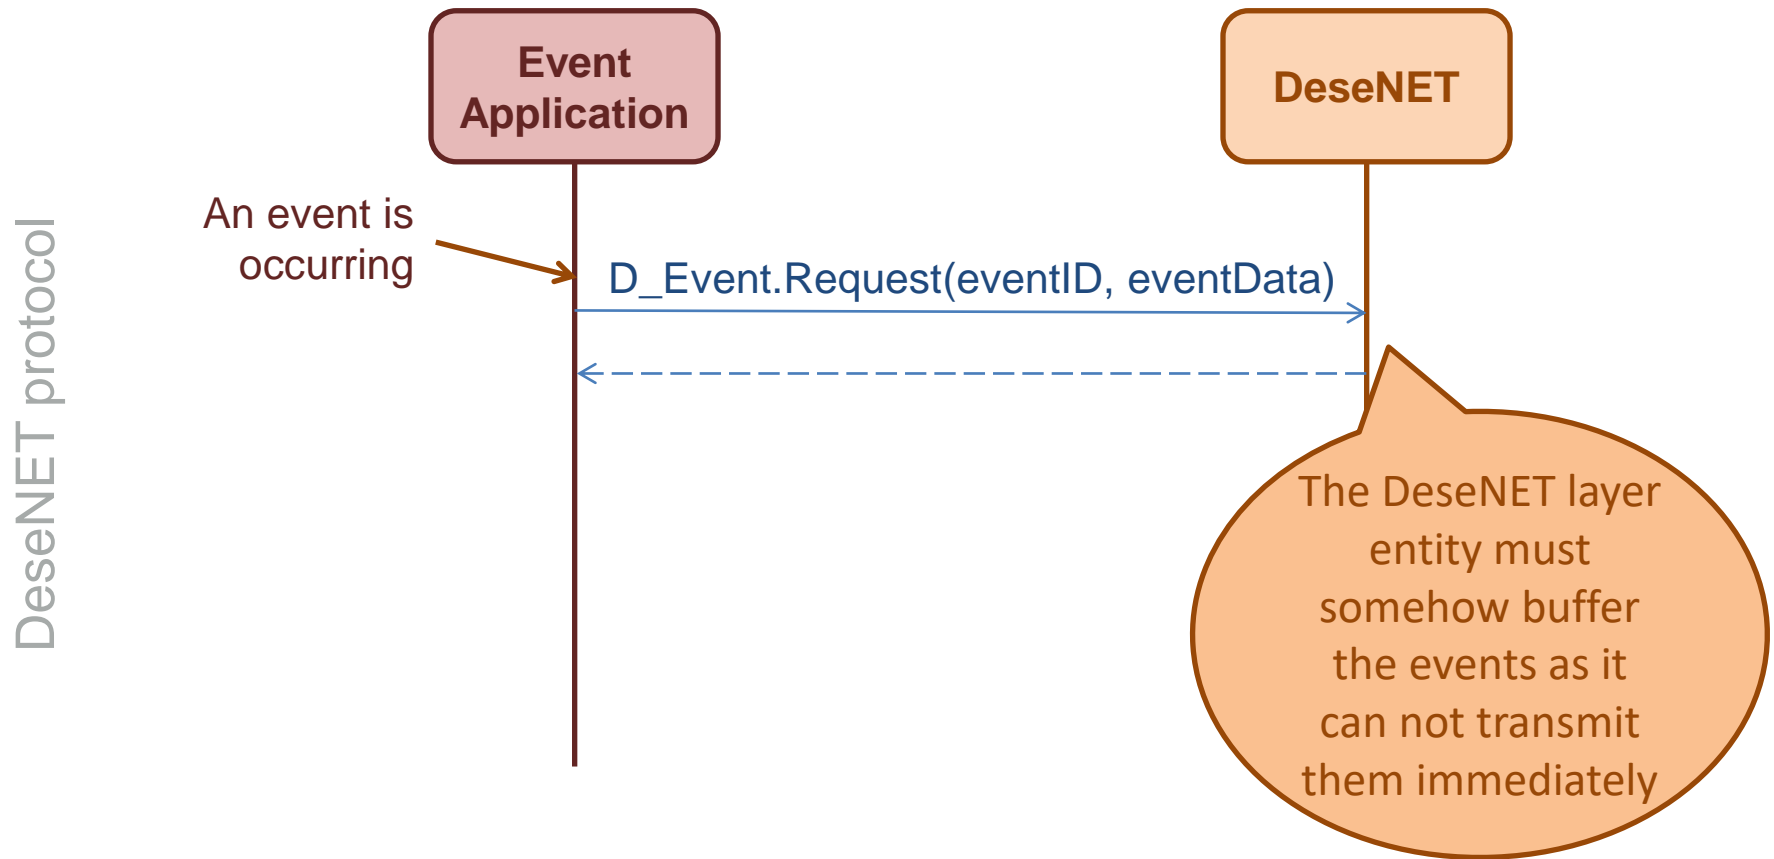 DeseNET protocol
Event
Application
DeseNET
An event is
occurring
D_Event.Request(eventID, eventData)
The DeseNET layer
entity must
somehow buffer
the events as it
can not transmit
them immediately